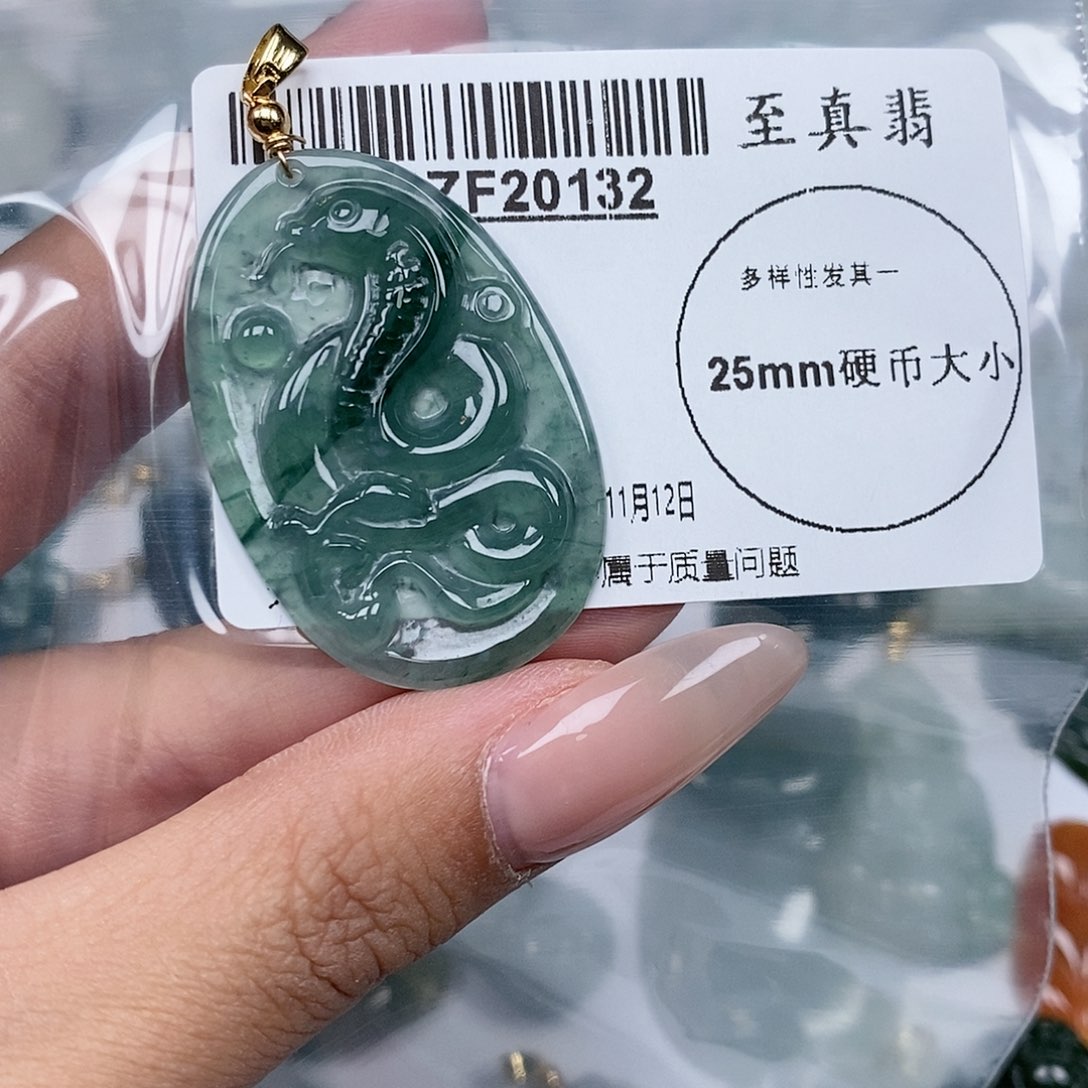 至真翡
ZF20132
多样性发其一
25mm硬币大小
11月12日
属于质量问题